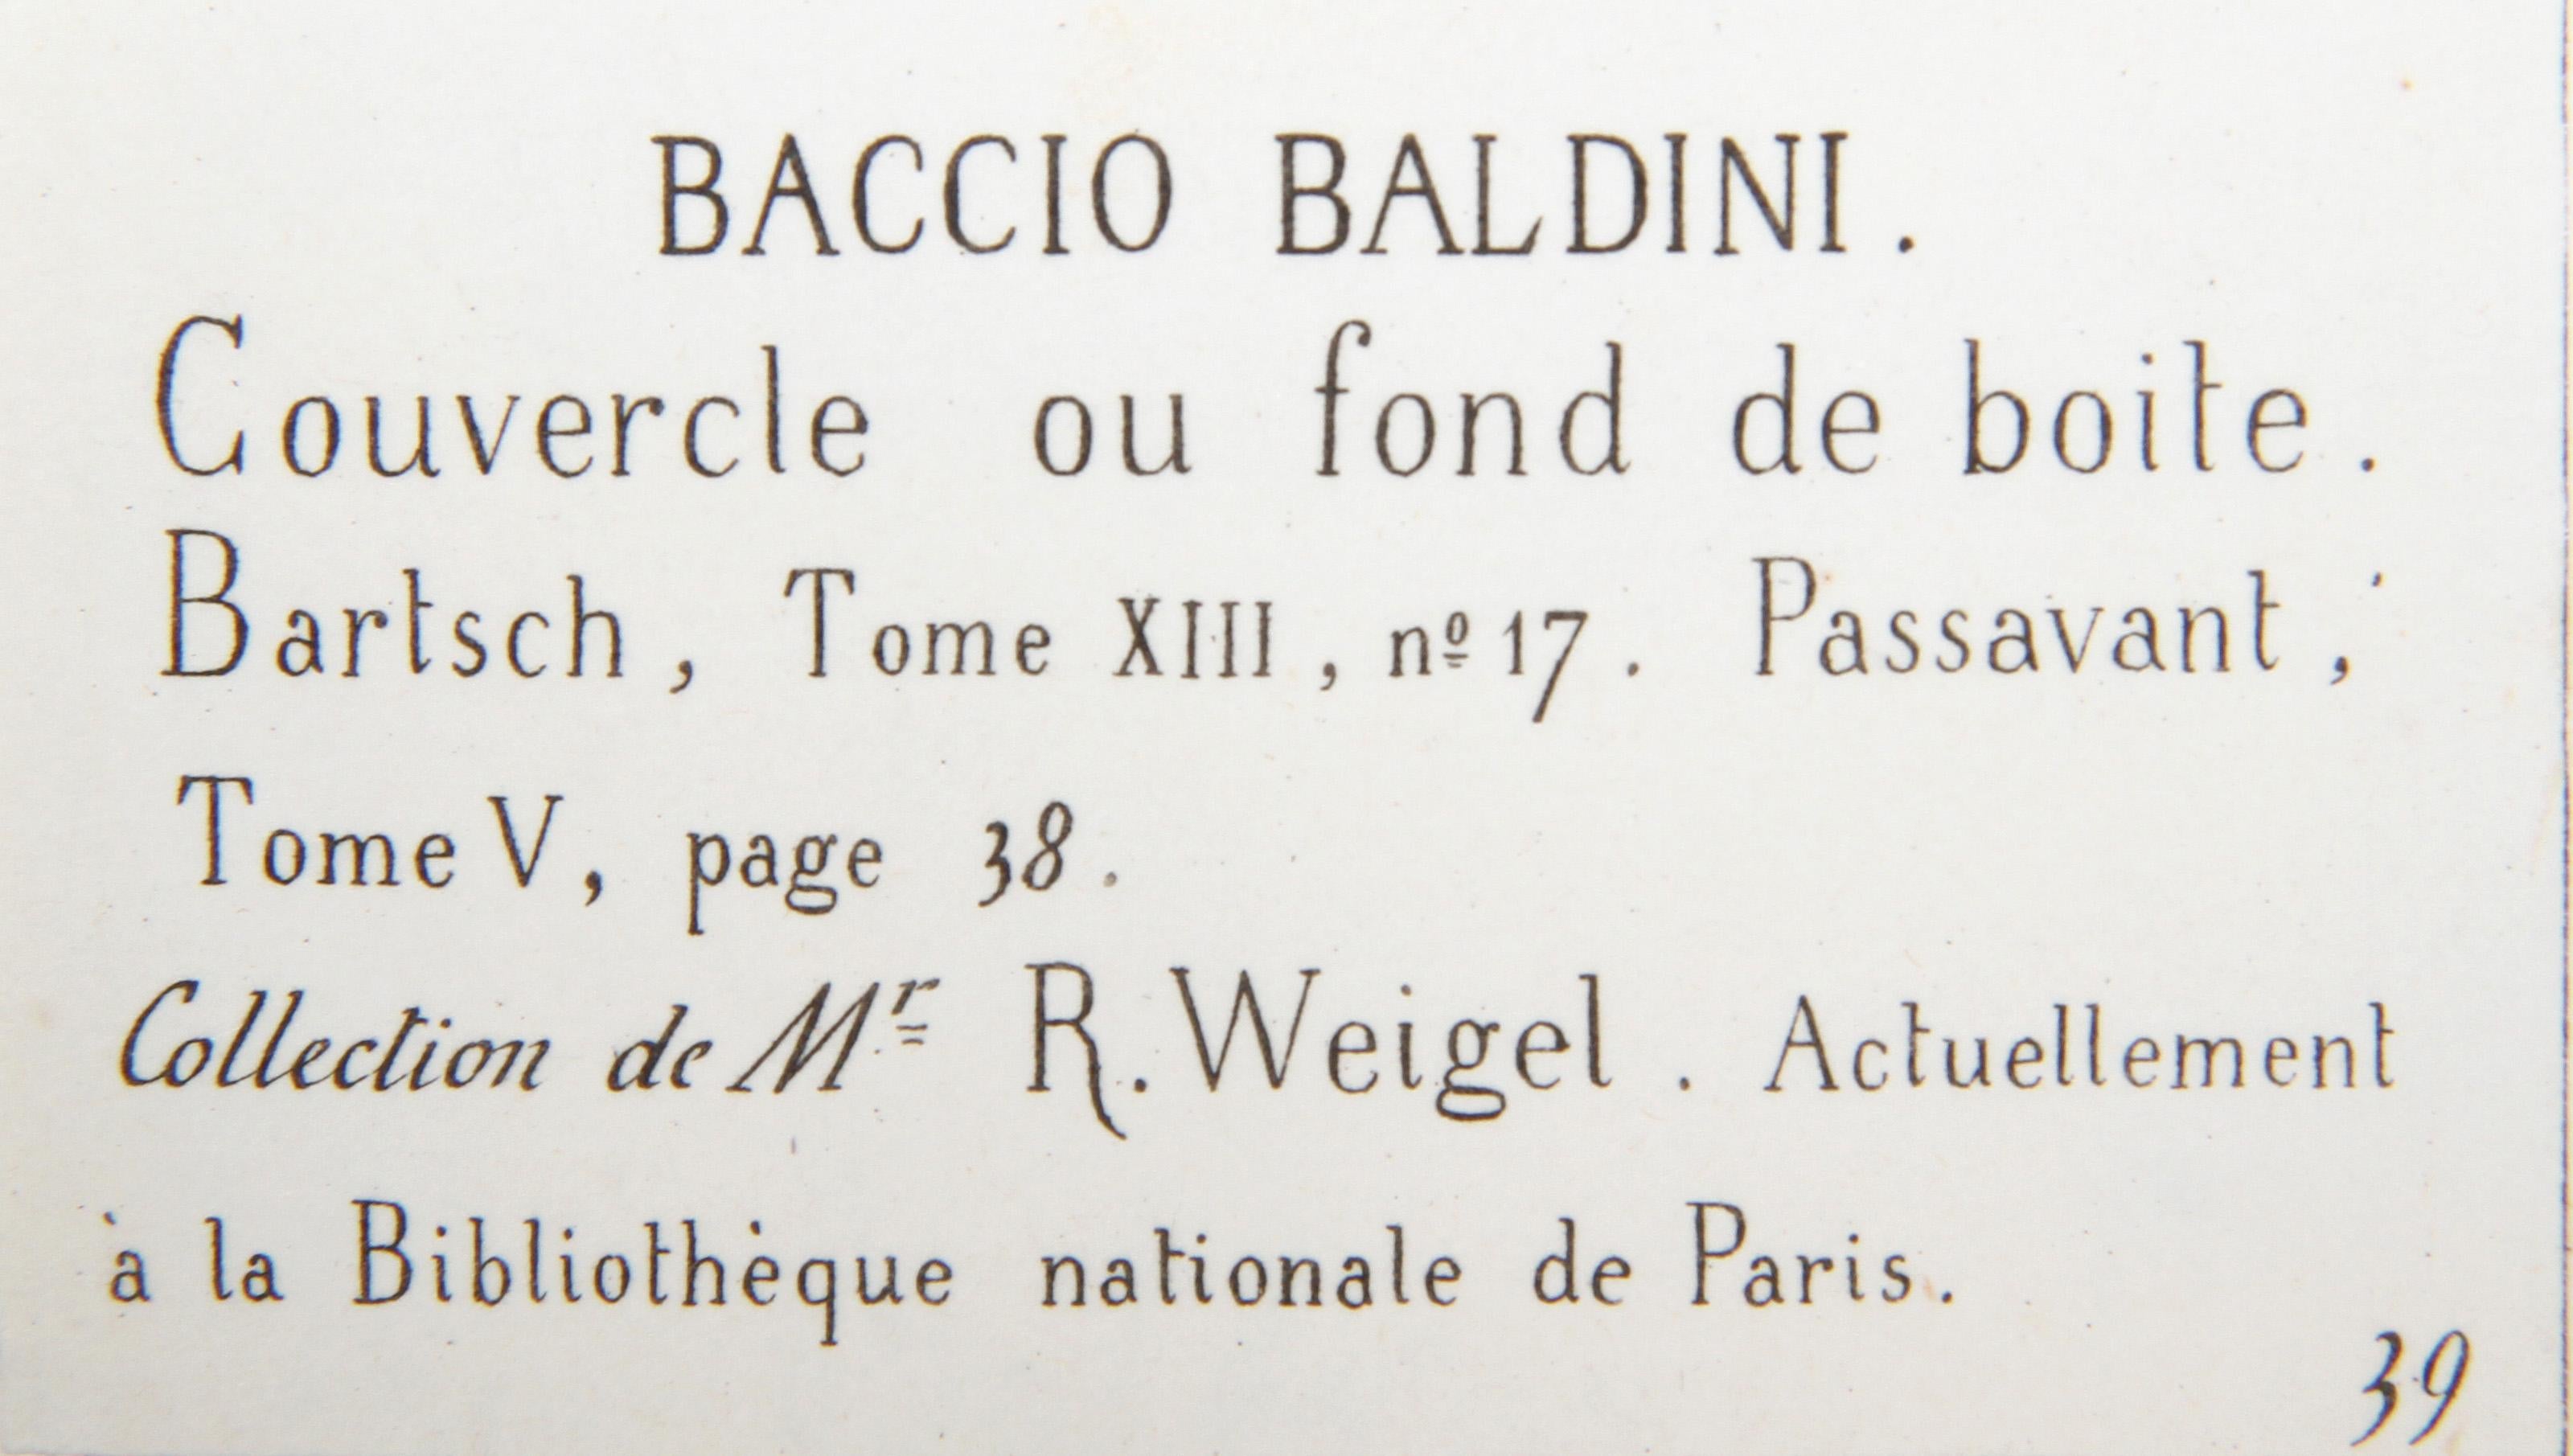 BACCIO BALDINI.
Couvercle ou fond de boite.
Bartsch, Tome XIII, nº 17. Passavant,
Tome V, page 38.
Collection de Mr R. Weigel. Actuellement
à la Bibliothèque nationale de Paris.
39